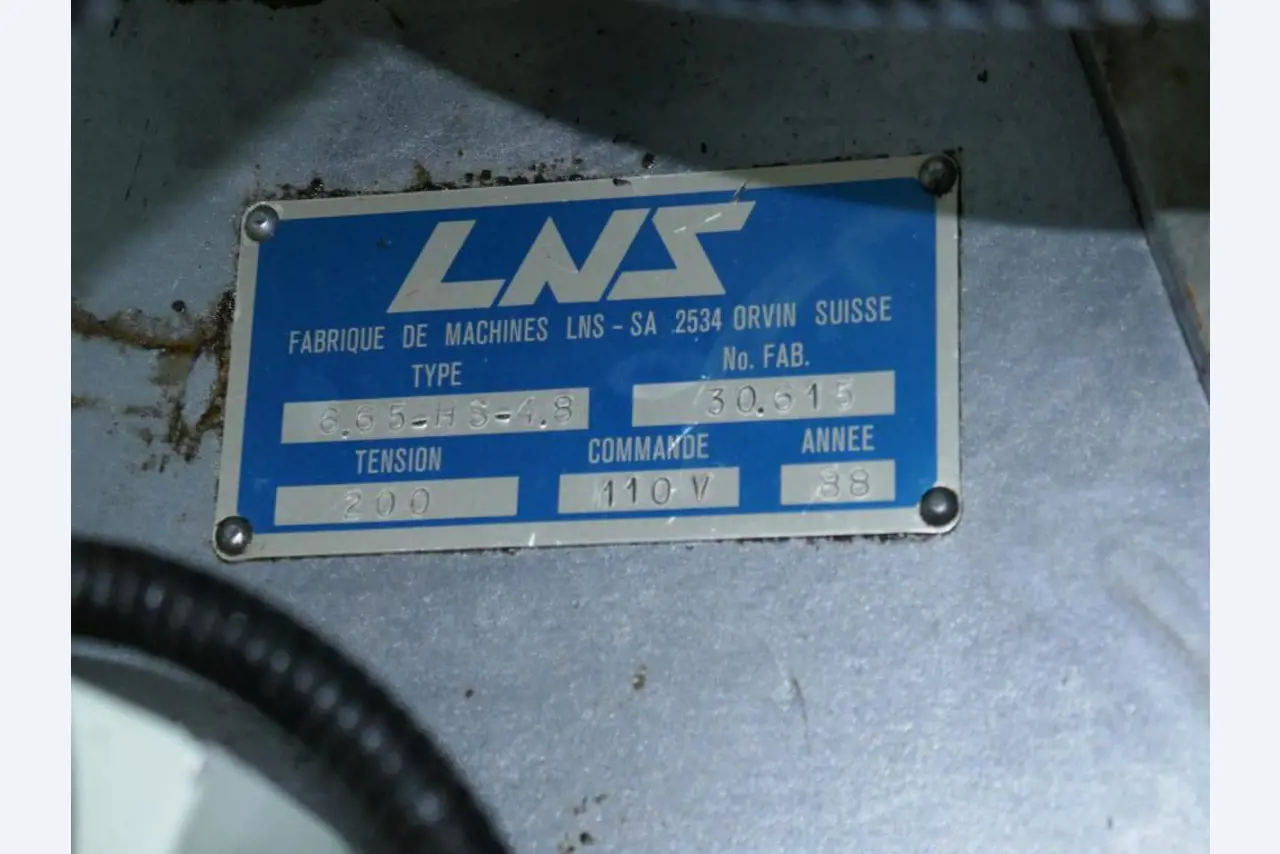 LNS
FABRIQUE DE MACHINES LNS - SA 2534 ORVIN SUISSE
TYPE No. FAB.
6.65-HS-4.8 30.615
TENSION COMMANDE ANNEE
200 110 V 88